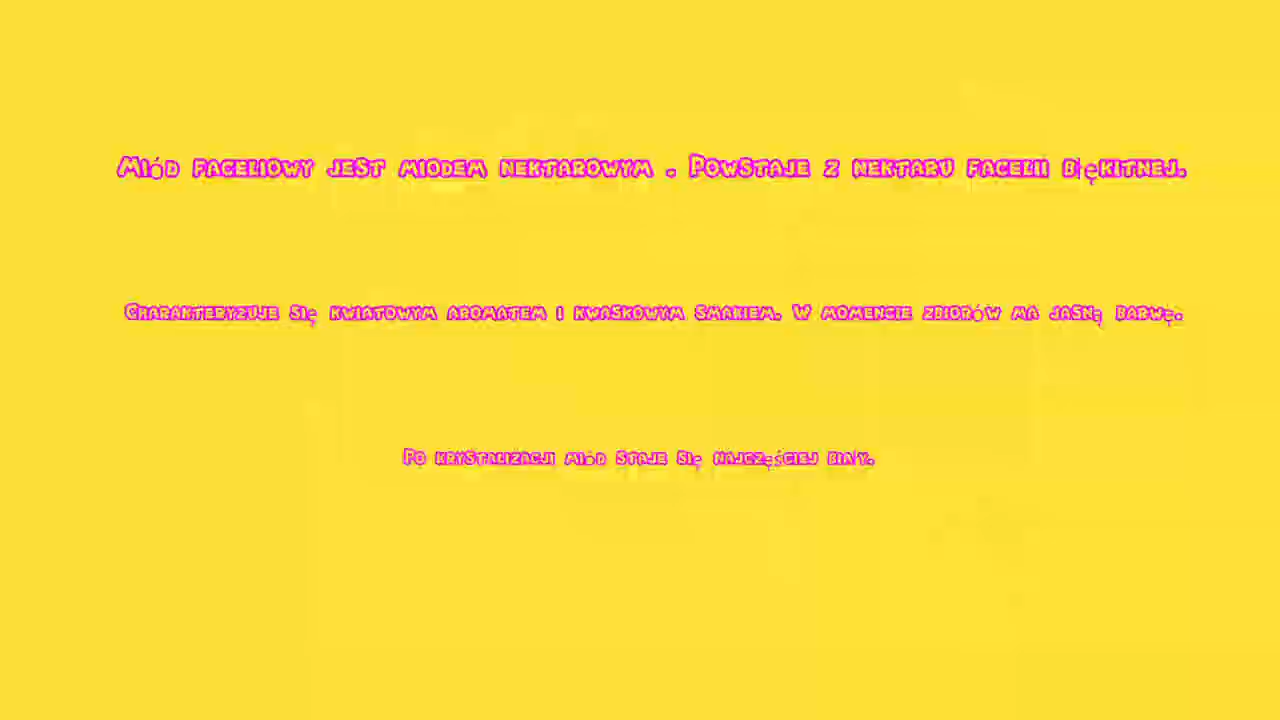 Miód faceliowy jest miodem nektarowym . Powstaje z nektaru facelii błękitnej.
Charakteryzuje się kwiatowym aromatem i kwaskowym smakiem. W momencie zbiorów ma jasną barwę.
Po krystalizacji miód staje się najczęściej biały.